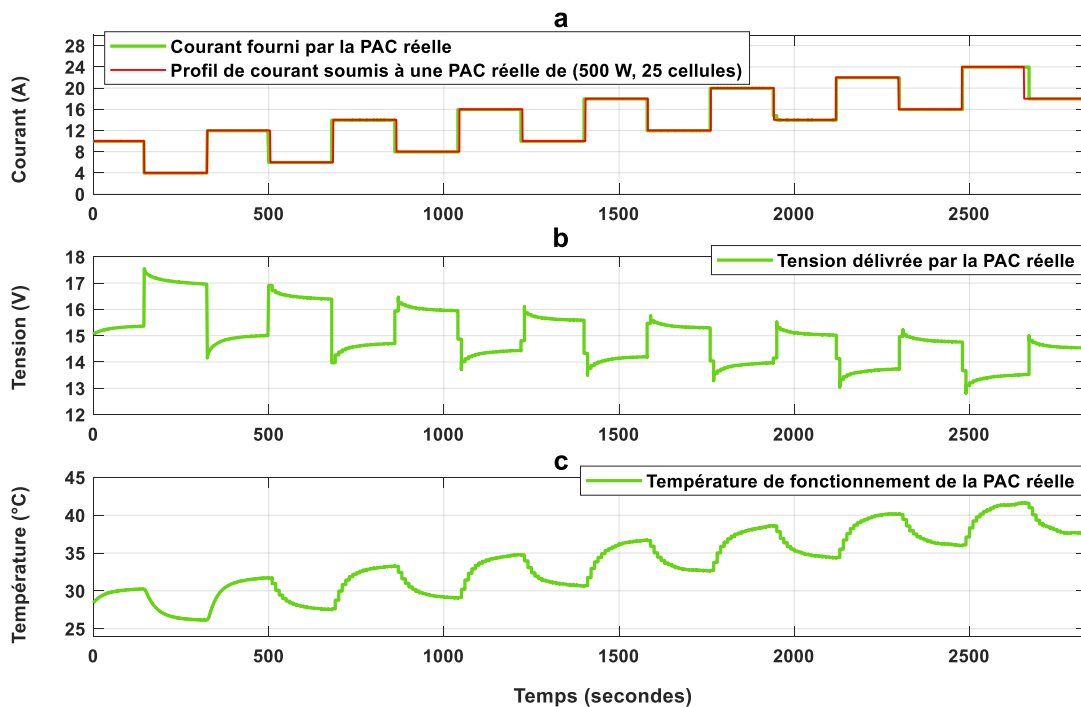 a
Courant fourni par la PAC réelle
Profil de courant soumis à une PAC réelle de (500 W, 25 cellules)
Courant (A)
28
24
20
16
12
8
4
0
0 500 1000 1500 2000 2500
b
Tension délivrée par la PAC réelle
Tension (V)
18
17
16
15
14
13
12
0 500 1000 1500 2000 2500
c
Température de fonctionnement de la PAC réelle
Température (°C)
45
40
35
30
25
0 500 1000 1500 2000 2500
Temps (secondes)